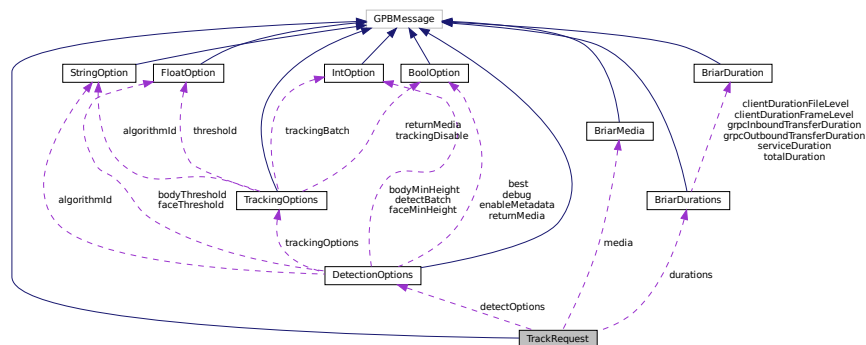 GPBMessage
StringOption
FloatOption
IntOption
BoolOption
BriarDuration
clientDurationFileLevel
clientDurationFrameLevel
grpcInboundTransferDuration
grpcOutboundTransferDuration
serviceDuration
totalDuration
algorithmId
threshold
trackingBatch
returnMedia
trackingDisable
BriarMedia
algorithmId
bodyThreshold
faceThreshold
TrackingOptions
bodyMinHeight
detectBatch
faceMinHeight
best
debug
enableMetadata
returnMedia
BriarDurations
trackingOptions
media
DetectionOptions
durations
detectOptions
TrackRequest